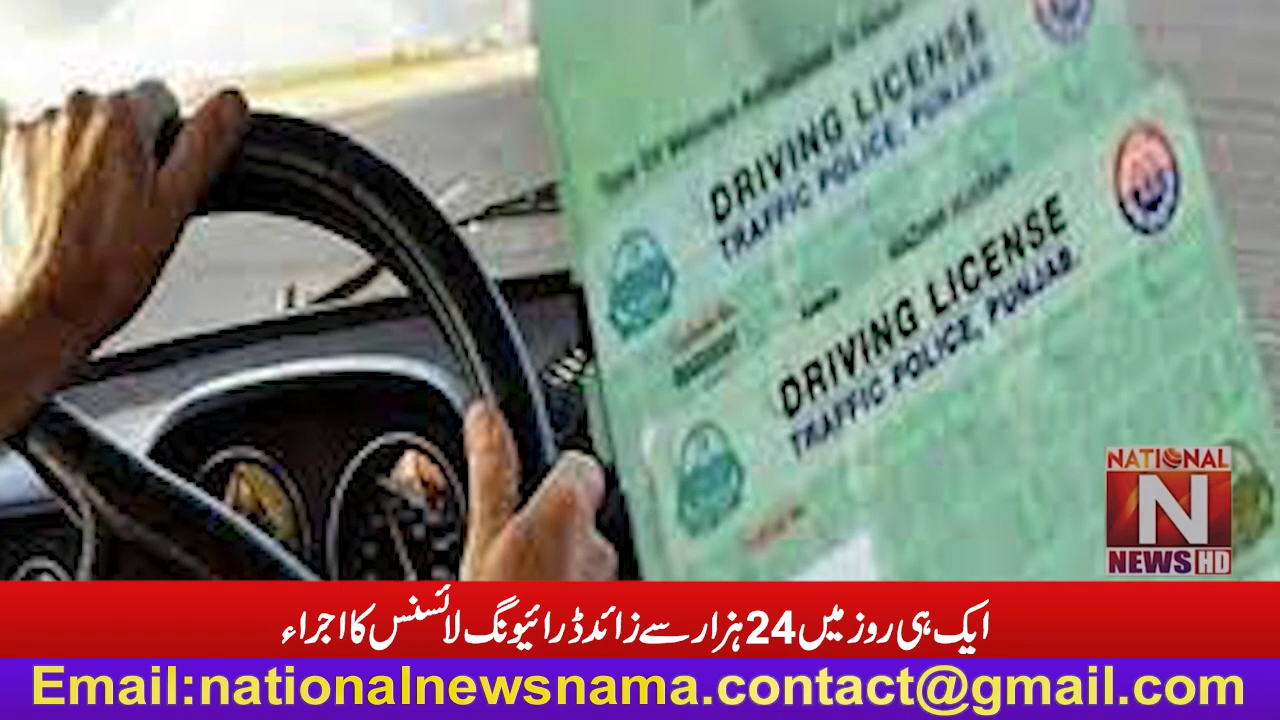 DRIVING LICENSE
TRAFFIC POLICE, PUNJAB
DRIVING LICENSE
TRAFFIC POLICE, PUNJAB.
NATIONAL
N
NEWS HD
ایک ہی روز میں 24 ہزار سے زائد ڈرائیونگ لائسنس کا اجراء
Email:nationalnewsnama.contact@gmail.com